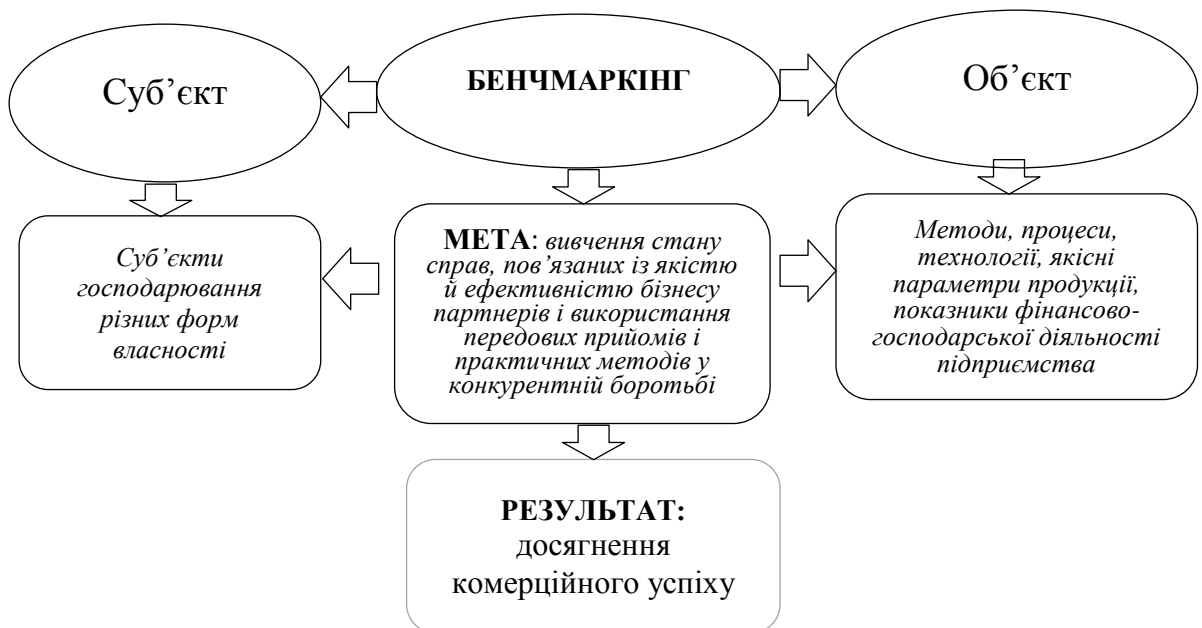 Суб’єкт
БЕНЧМАРКІНГ
Об’єкт
Суб’єкти
господарювання
різних форм
власності
МЕТА: вивчення стану
справ, пов’язаних із якістю
й ефективністю бізнесу
партнерів і використання
передових прийомів і
практичних методів у
конкурентній боротьбі
Методи, процеси,
технології, якісні
параметри продукції,
показники фінансово-
господарської діяльності
підприємства
РЕЗУЛЬТАТ:
досягнення
комерційного успіху